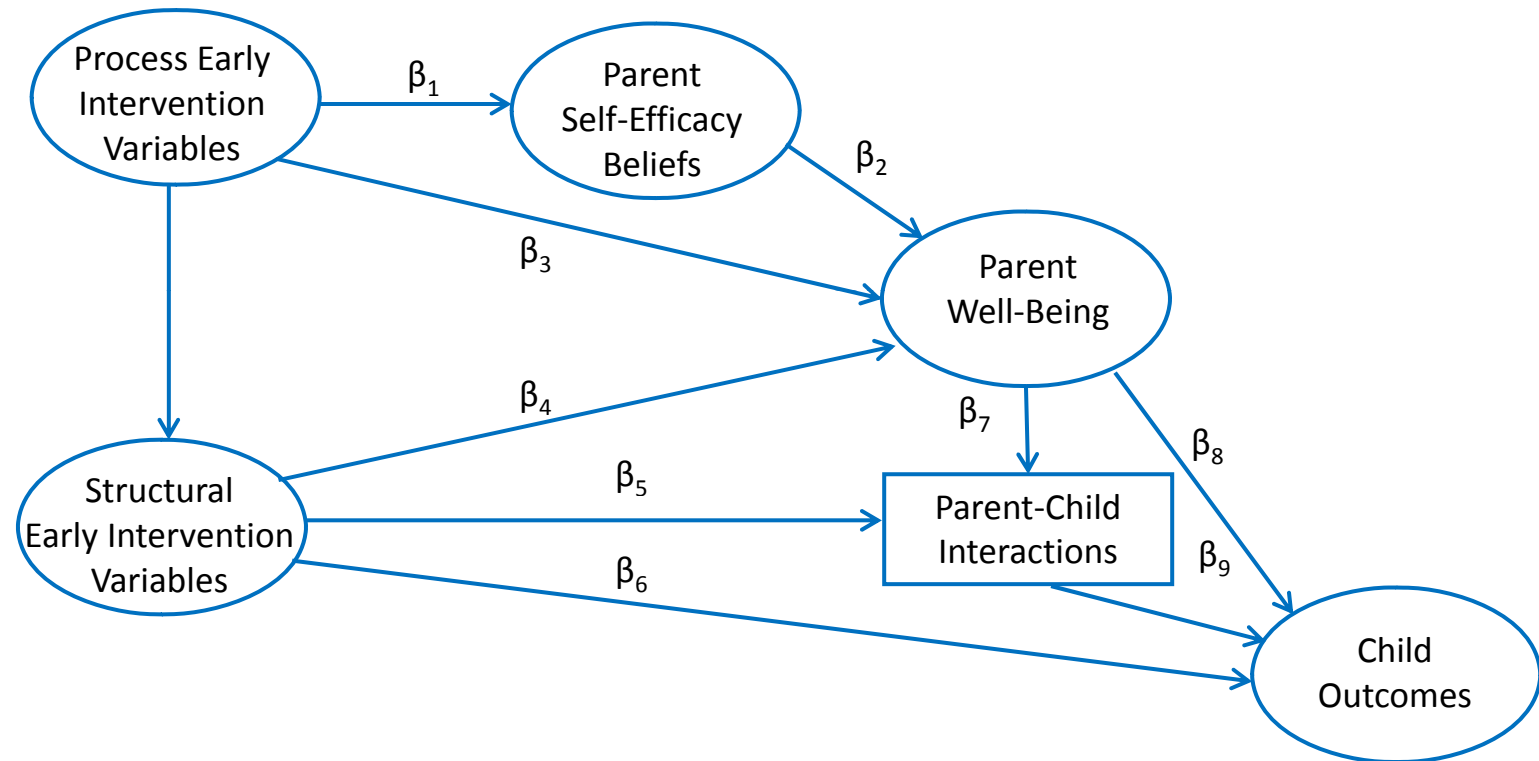 Process Early
Intervention
Variables
β₁
Parent
Self-Efficacy
Beliefs
β₂
β₃
Parent
Well-Being
β₄
β₇
β₈
Structural
Early Intervention
Variables
β₅
Parent-Child
Interactions
β₉
β₆
Child
Outcomes